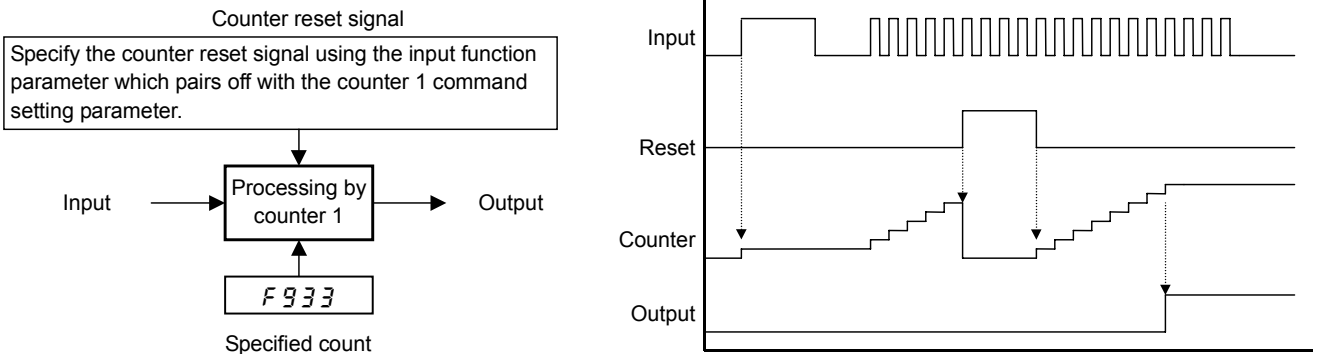 Counter reset signal
Specify the counter reset signal using the input function
parameter which pairs off with the counter 1 command
setting parameter.
Input
Processing by
counter 1
Output
F933
Specified count
Input
Reset
Counter
Output